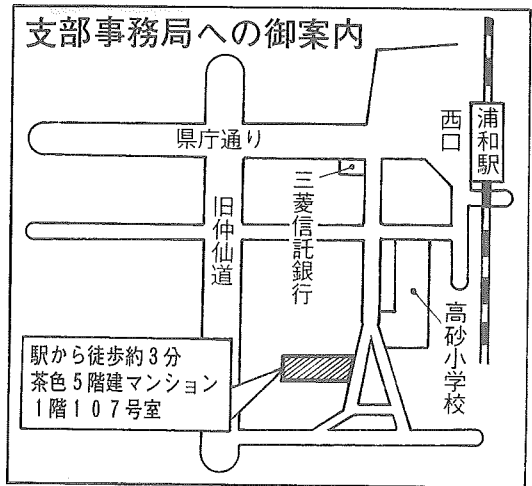 支部事務局への御案内
県庁通り
旧仲仙道
三菱信託銀行
西口
浦和駅
高砂小学校
駅から徒歩約3分
茶色5階建マンション
1階107号室